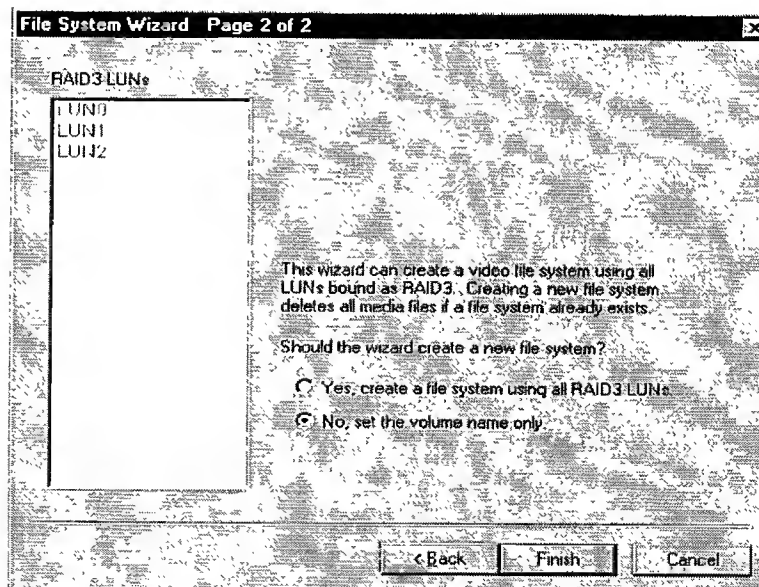 File System Wizard Page 2 of 2
RAID3 LUNs
LUN0
LUN1
LUN2
This wizard can create a video file system using all
LUNs bound as RAID3. Creating a new file system
deletes all media files if a file system already exists.
Should the wizard create a new file system?
Yes, create a file system using all RAID3 LUNs.
No, set the volume name only.
< Back
Finish
Cancel